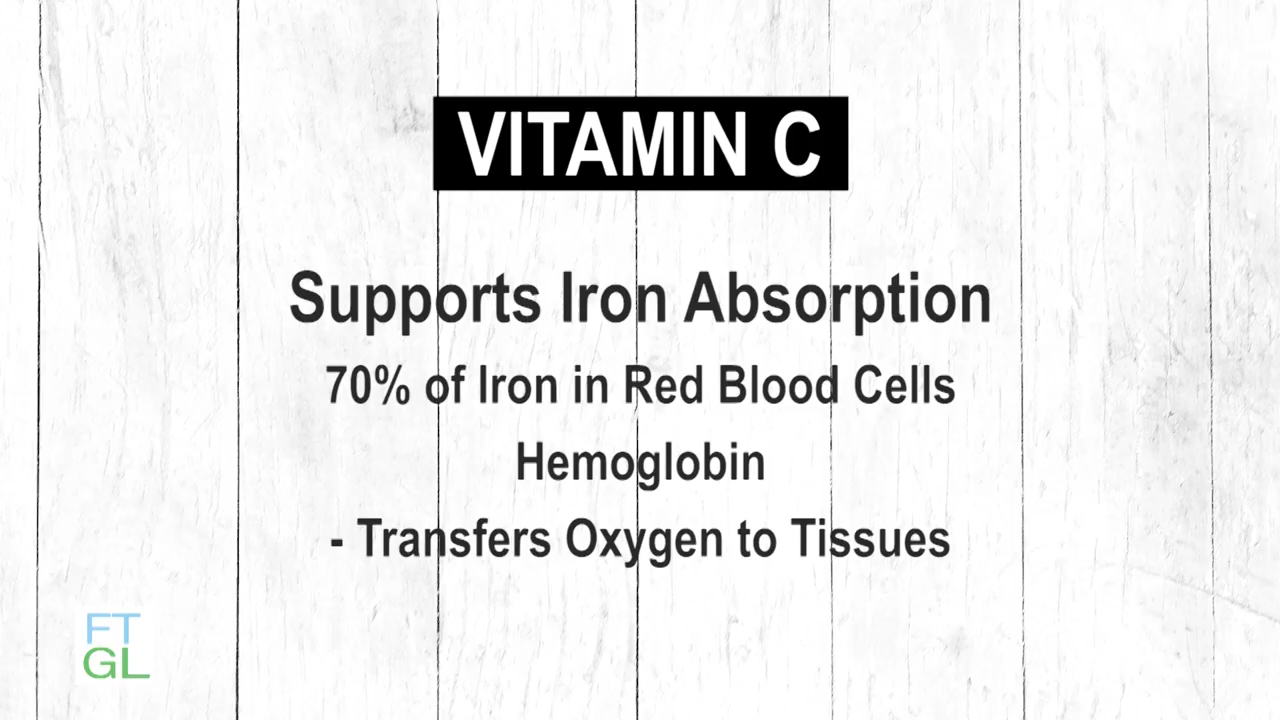 VITAMIN C
Supports Iron Absorption
70% of Iron in Red Blood Cells
Hemoglobin
- Transfers Oxygen to Tissues
FT
GL